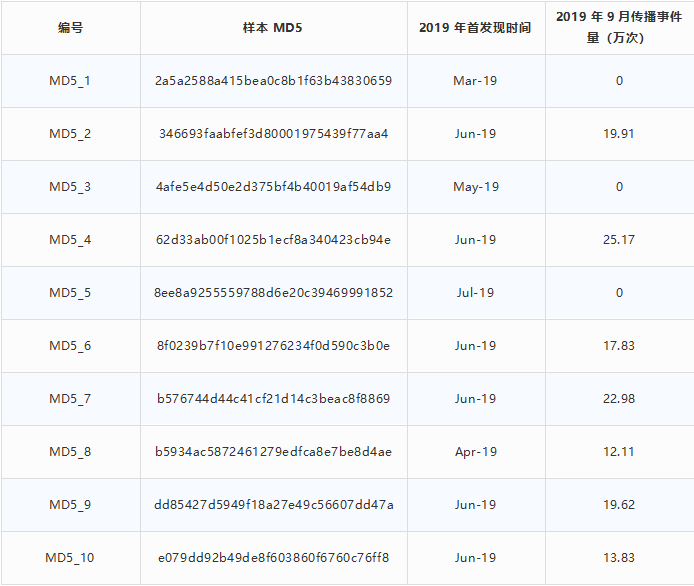 编号 样本 MD5 2019 年首发现时间 2019 年 9 月传播事件
量（万次）
MD5_1 2a5a2588a415bea0c8b1f63b43830659 Mar-19 0
MD5_2 346693faabfef3d80001975439f77aa4 Jun-19 19.91
MD5_3 4afe5e4d50e2d375bf4b40019af54db9 May-19 0
MD5_4 62d33ab00f1025b1ecf8a340423cb94e Jun-19 25.17
MD5_5 8ee8a9255559788d6e20c39469991852 Jul-19 0
MD5_6 8f0239b7f10e991276234f0d590c3b0e Jun-19 17.83
MD5_7 b576744d44c41cf21d14c3beac8f8869 Jun-19 22.98
MD5_8 b5934ac5872461279edfca8e7be8d4ae Apr-19 12.11
MD5_9 dd85427d5949f18a27e49c56607dd47a Jun-19 19.62
MD5_10 e079dd92b49de8f603860f6760c76ff8 Jun-19 13.83